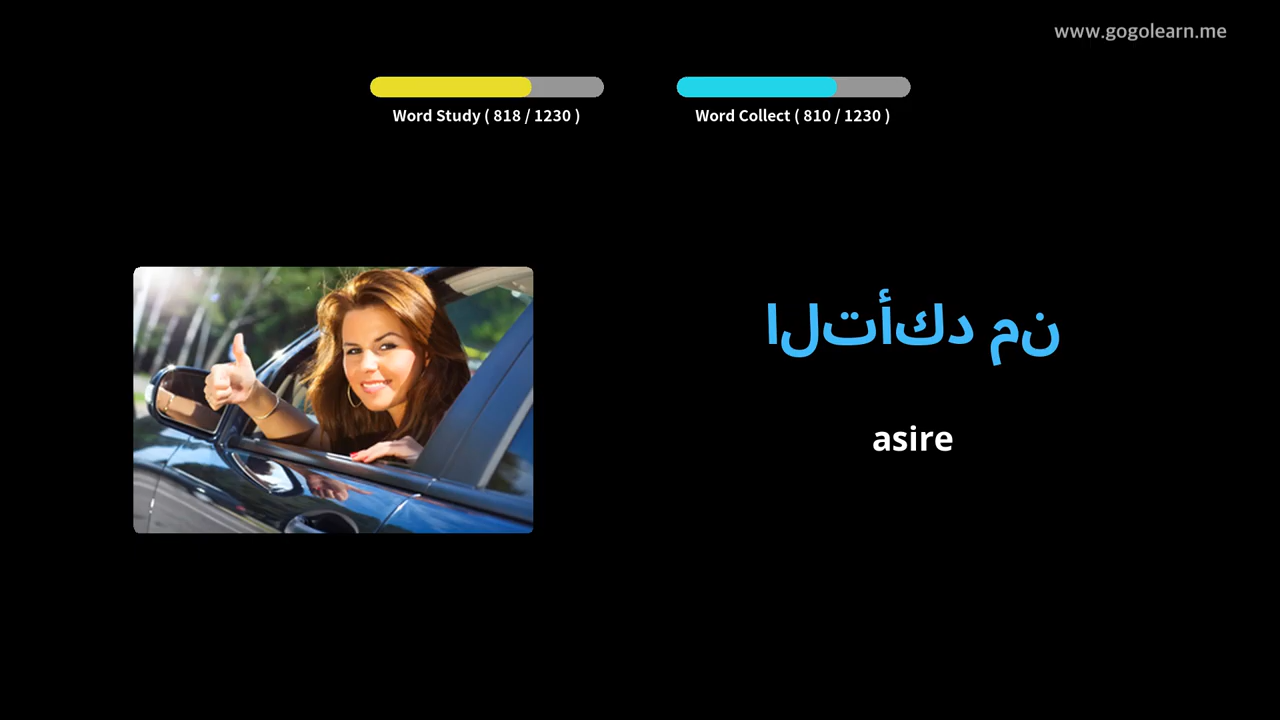 www.gogolearn.me
Word Study ( 818 / 1230 )
Word Collect ( 810 / 1230 )
التأكد من
asire